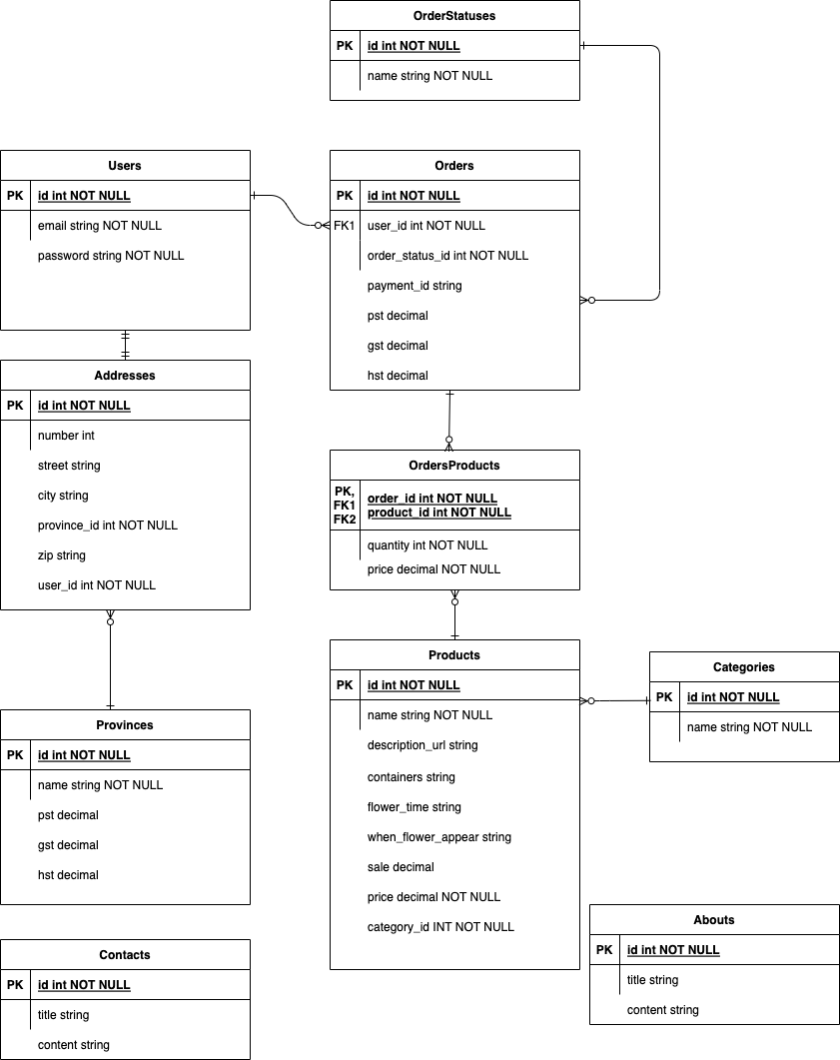 OrderStatuses
PK id int NOT NULL
name string NOT NULL
Users
PK id int NOT NULL
email string NOT NULL
password string NOT NULL
Orders
PK id int NOT NULL
FK1 user_id int NOT NULL
order_status_id int NOT NULL
payment_id string
pst decimal
gst decimal
hst decimal
Addresses
PK id int NOT NULL
number int
street string
city string
province_id int NOT NULL
zip string
user_id int NOT NULL
OrdersProducts
PK,
FK1
FK2
order_id int NOT NULL
product_id int NOT NULL
quantity int NOT NULL
price decimal NOT NULL
Products
PK id int NOT NULL
name string NOT NULL
description_url string
containers string
flower_time string
when_flower_appear string
sale decimal
price decimal NOT NULL
category_id INT NOT NULL
Categories
PK id int NOT NULL
name string NOT NULL
Provinces
PK id int NOT NULL
name string NOT NULL
pst decimal
gst decimal
hst decimal
Abouts
PK id int NOT NULL
title string
content string
Contacts
PK id int NOT NULL
title string
content string